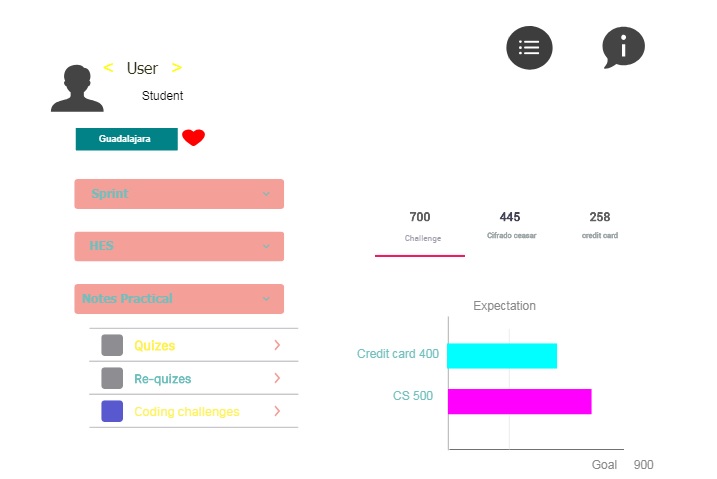 < User >
Student
Guadalajara
Sprint
HES
Notes Practical
Quizes
Re-quizes
Coding challenges
700 445 258
Challenge Cifrado ceasar credit card
Expectation
Credit card 400
CS 500
Goal 900